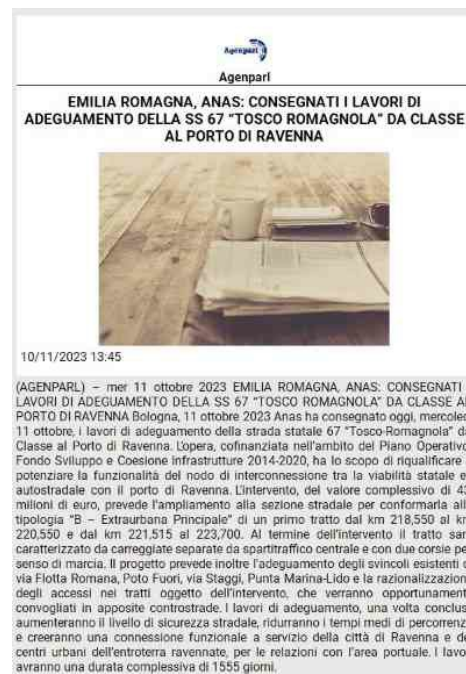 Agenparl
Agenparl
EMILIA ROMAGNA, ANAS: CONSEGNATI I LAVORI DI
ADEGUAMENTO DELLA SS 67 "TOSCO ROMAGNOLA" DA CLASSE
AL PORTO DI RAVENNA
10/11/2023 13:45
(AGENPARL) – mer 11 ottobre 2023 EMILIA ROMAGNA, ANAS: CONSEGNATI
LAVORI DI ADEGUAMENTO DELLA SS 67 "TOSCO ROMAGNOLA" DA CLASSE A
PORTO DI RAVENNA Bologna, 11 ottobre 2023 Anas ha consegnato oggi, mercoled
11 ottobre, i lavori di adeguamento della strada statale 67 "Tosco-Romagnola" d
Classe al Porto di Ravenna. L'opera, cofinanziata nell'ambito del Piano Operativo
Fondo Sviluppo e Coesione Infrastrutture 2014-2020, ha lo scopo di riqualificare
potenziare la funzionalità del nodo di interconnessione tra la viabilità statale e
autostradale con il porto di Ravenna. L'intervento, del valore complessivo di
milioni di euro, prevede l'ampliamento alla sezione stradale per conformarla all
tipologia "B – Extraurbana Principale" di un primo tratto dal km 218,550 al k
220,550 e dal km 221,515 al 223,700. Al termine dell'intervento il tratto sar
caratterizzato da carreggiate separate da spartitraffico centrale e con due corsie pe
senso di marcia. Il progetto prevede inoltre l'adeguamento degli svincoli esistenti d
via Flotta Romana, Poto Fuori, via Staggi, Punta Marina-Lido e la razionalizzazion
degli accessi nei tratti oggetto dell'intervento, che verranno opportunament
convogliati in apposite controstrade. I lavori di adeguamento, una volta conclus
aumenteranno il livello di sicurezza stradale, ridurranno i tempi medi di percorrenz
e creeranno una connessione funzionale a servizio della città di Ravenna e de
centri urbani dell'entroterra ravennate, per le relazioni con l'area portuale. I lavo
avranno una durata complessiva di 1555 giorni.